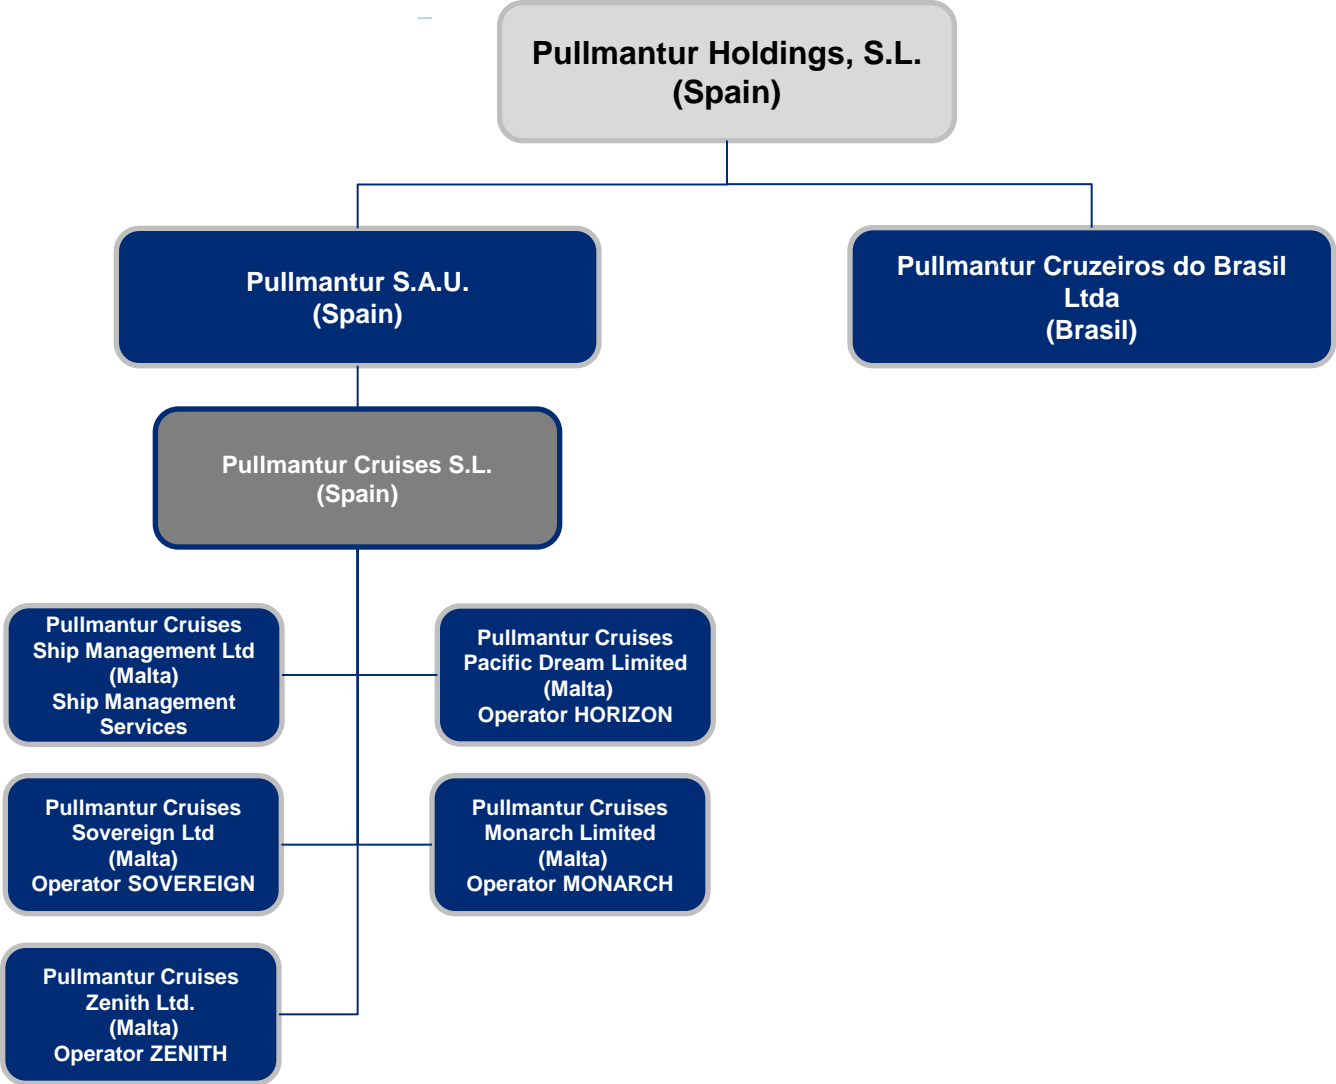 Pullmantur Holdings, S.L.
(Spain)
Pullmantur S.A.U.
(Spain)
Pullmantur Cruzeiros do Brasil
Ltda
(Brasil)
Pullmantur Cruises S.L.
(Spain)
Pullmantur Cruises
Ship Management Ltd
(Malta)
Ship Management
Services
Pullmantur Cruises
Pacific Dream Limited
(Malta)
Operator HORIZON
Pullmantur Cruises
Sovereign Ltd
(Malta)
Operator SOVEREIGN
Pullmantur Cruises
Monarch Limited
(Malta)
Operator MONARCH
Pullmantur Cruises
Zenith Ltd.
(Malta)
Operator ZENITH